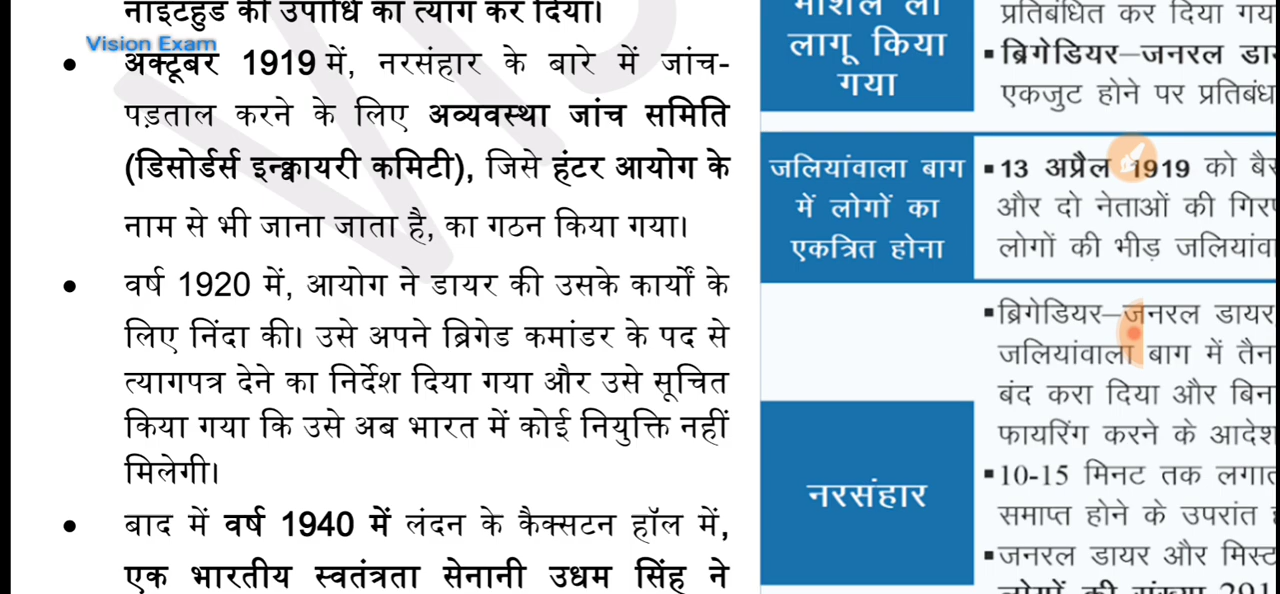 नाइटहुड की उपाधि का त्याग कर दिया।
Vision Exam
• अक्टूबर 1919 में, नरसंहार के बारे में जांच-
पड़ताल करने के लिए अव्यवस्था जांच समिति
(डिसोर्डर्स इन्क्वायरी कमिटी), जिसे हंटर आयोग के
नाम से भी जाना जाता है, का गठन किया गया।
• वर्ष 1920 में, आयोग ने डायर की उसके कार्यों के
लिए निंदा की। उसे अपने ब्रिगेड कमांडर के पद से
त्यागपत्र देने का निर्देश दिया गया और उसे सूचित
किया गया कि उसे अब भारत में कोई नियुक्ति नहीं
मिलेगी।
• बाद में वर्ष 1940 में लंदन के कैक्सटन हॉल में,
एक भारतीय स्वतंत्रता सेनानी उधम सिंह ने
मार्शल लॉ
लागू किया
गया
प्रतिबंधित कर दिया गय
▪ ब्रिगेडियर–जनरल डा
एकजुट होने पर प्रतिबंध
जलियांवाला बाग
में लोगों का
एकत्रित होना
▪ 13 अप्रैल 1919 को बै
और दो नेताओं की गिर
लोगों की भीड़ जलियांव
नरसंहार
▪ ब्रिगेडियर–जनरल डायर
जलियांवाला बाग में तैन
बंद करा दिया और बिन
फायरिंग करने के आदेश
▪ 10-15 मिनट तक लगा
समाप्त होने के उपरांत
▪ जनरल डायर और मिस्ट
लोगों की संख्या 291